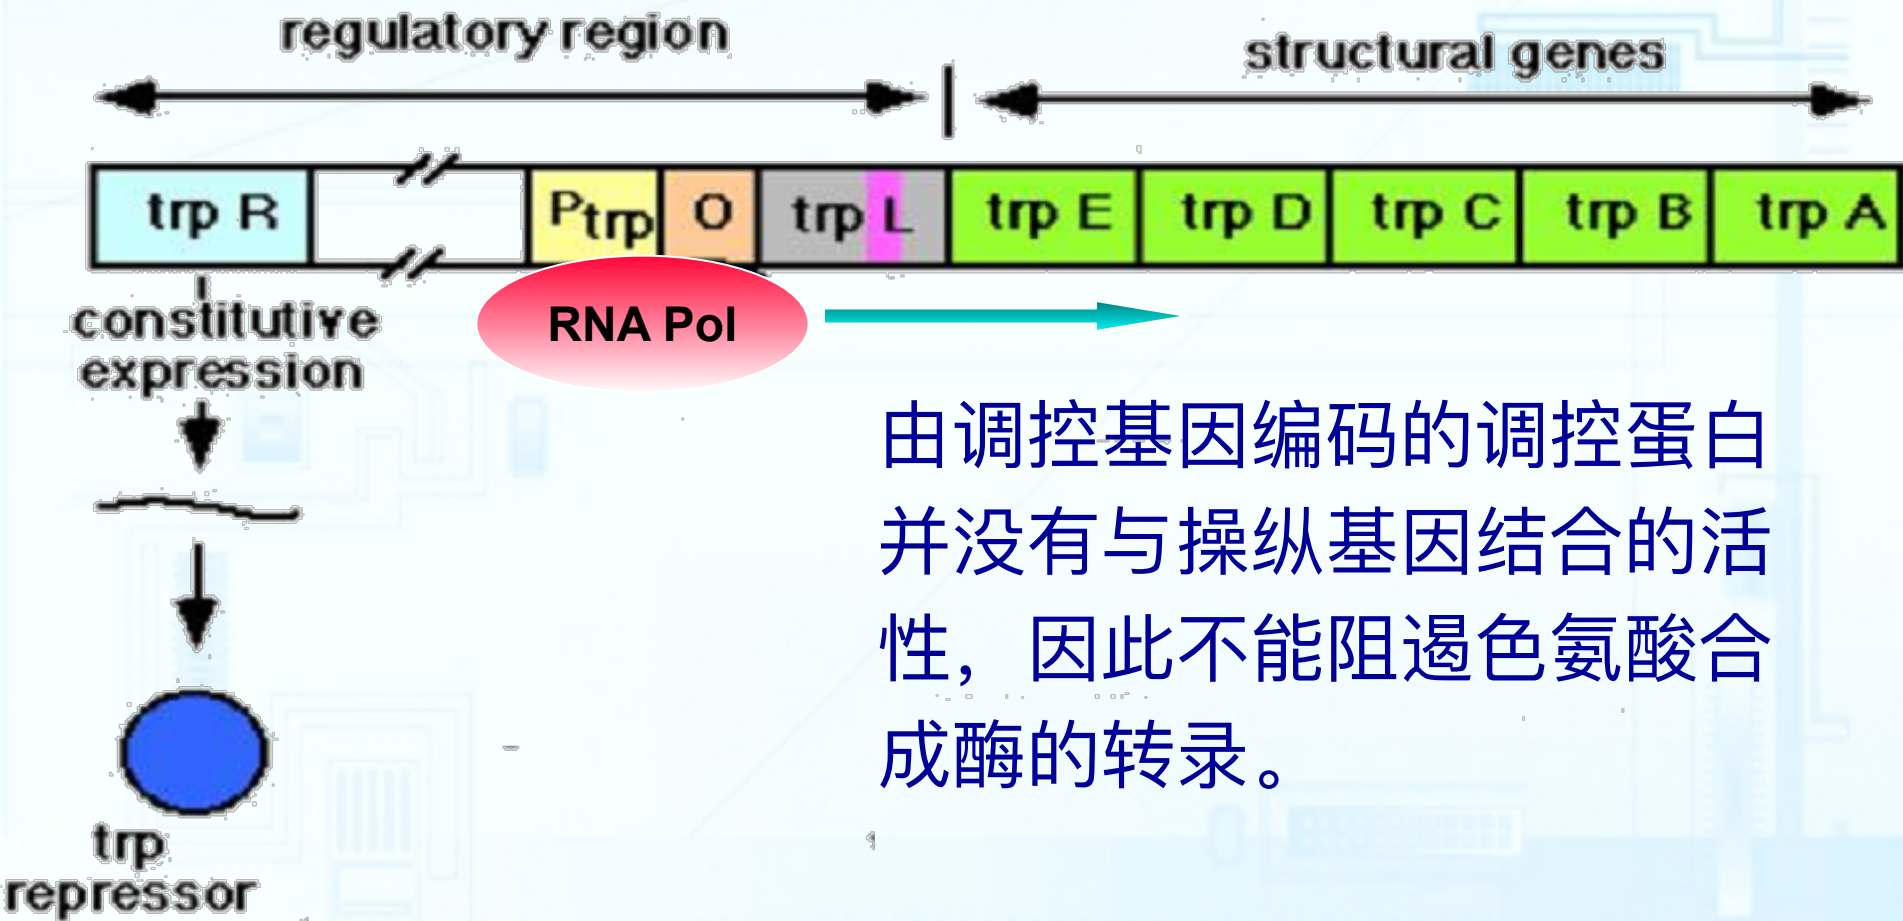 regulatory region
structural genes
trp R
Ptrp
O
trp L
trp E
trp D
trp C
trp B
trp A
RNA Pol
constitutive
expression
由调控基因编码的调控蛋白
并没有与操纵基因结合的活
性，因此不能阻遏色氨酸合
成酶的转录。
trp
repressor